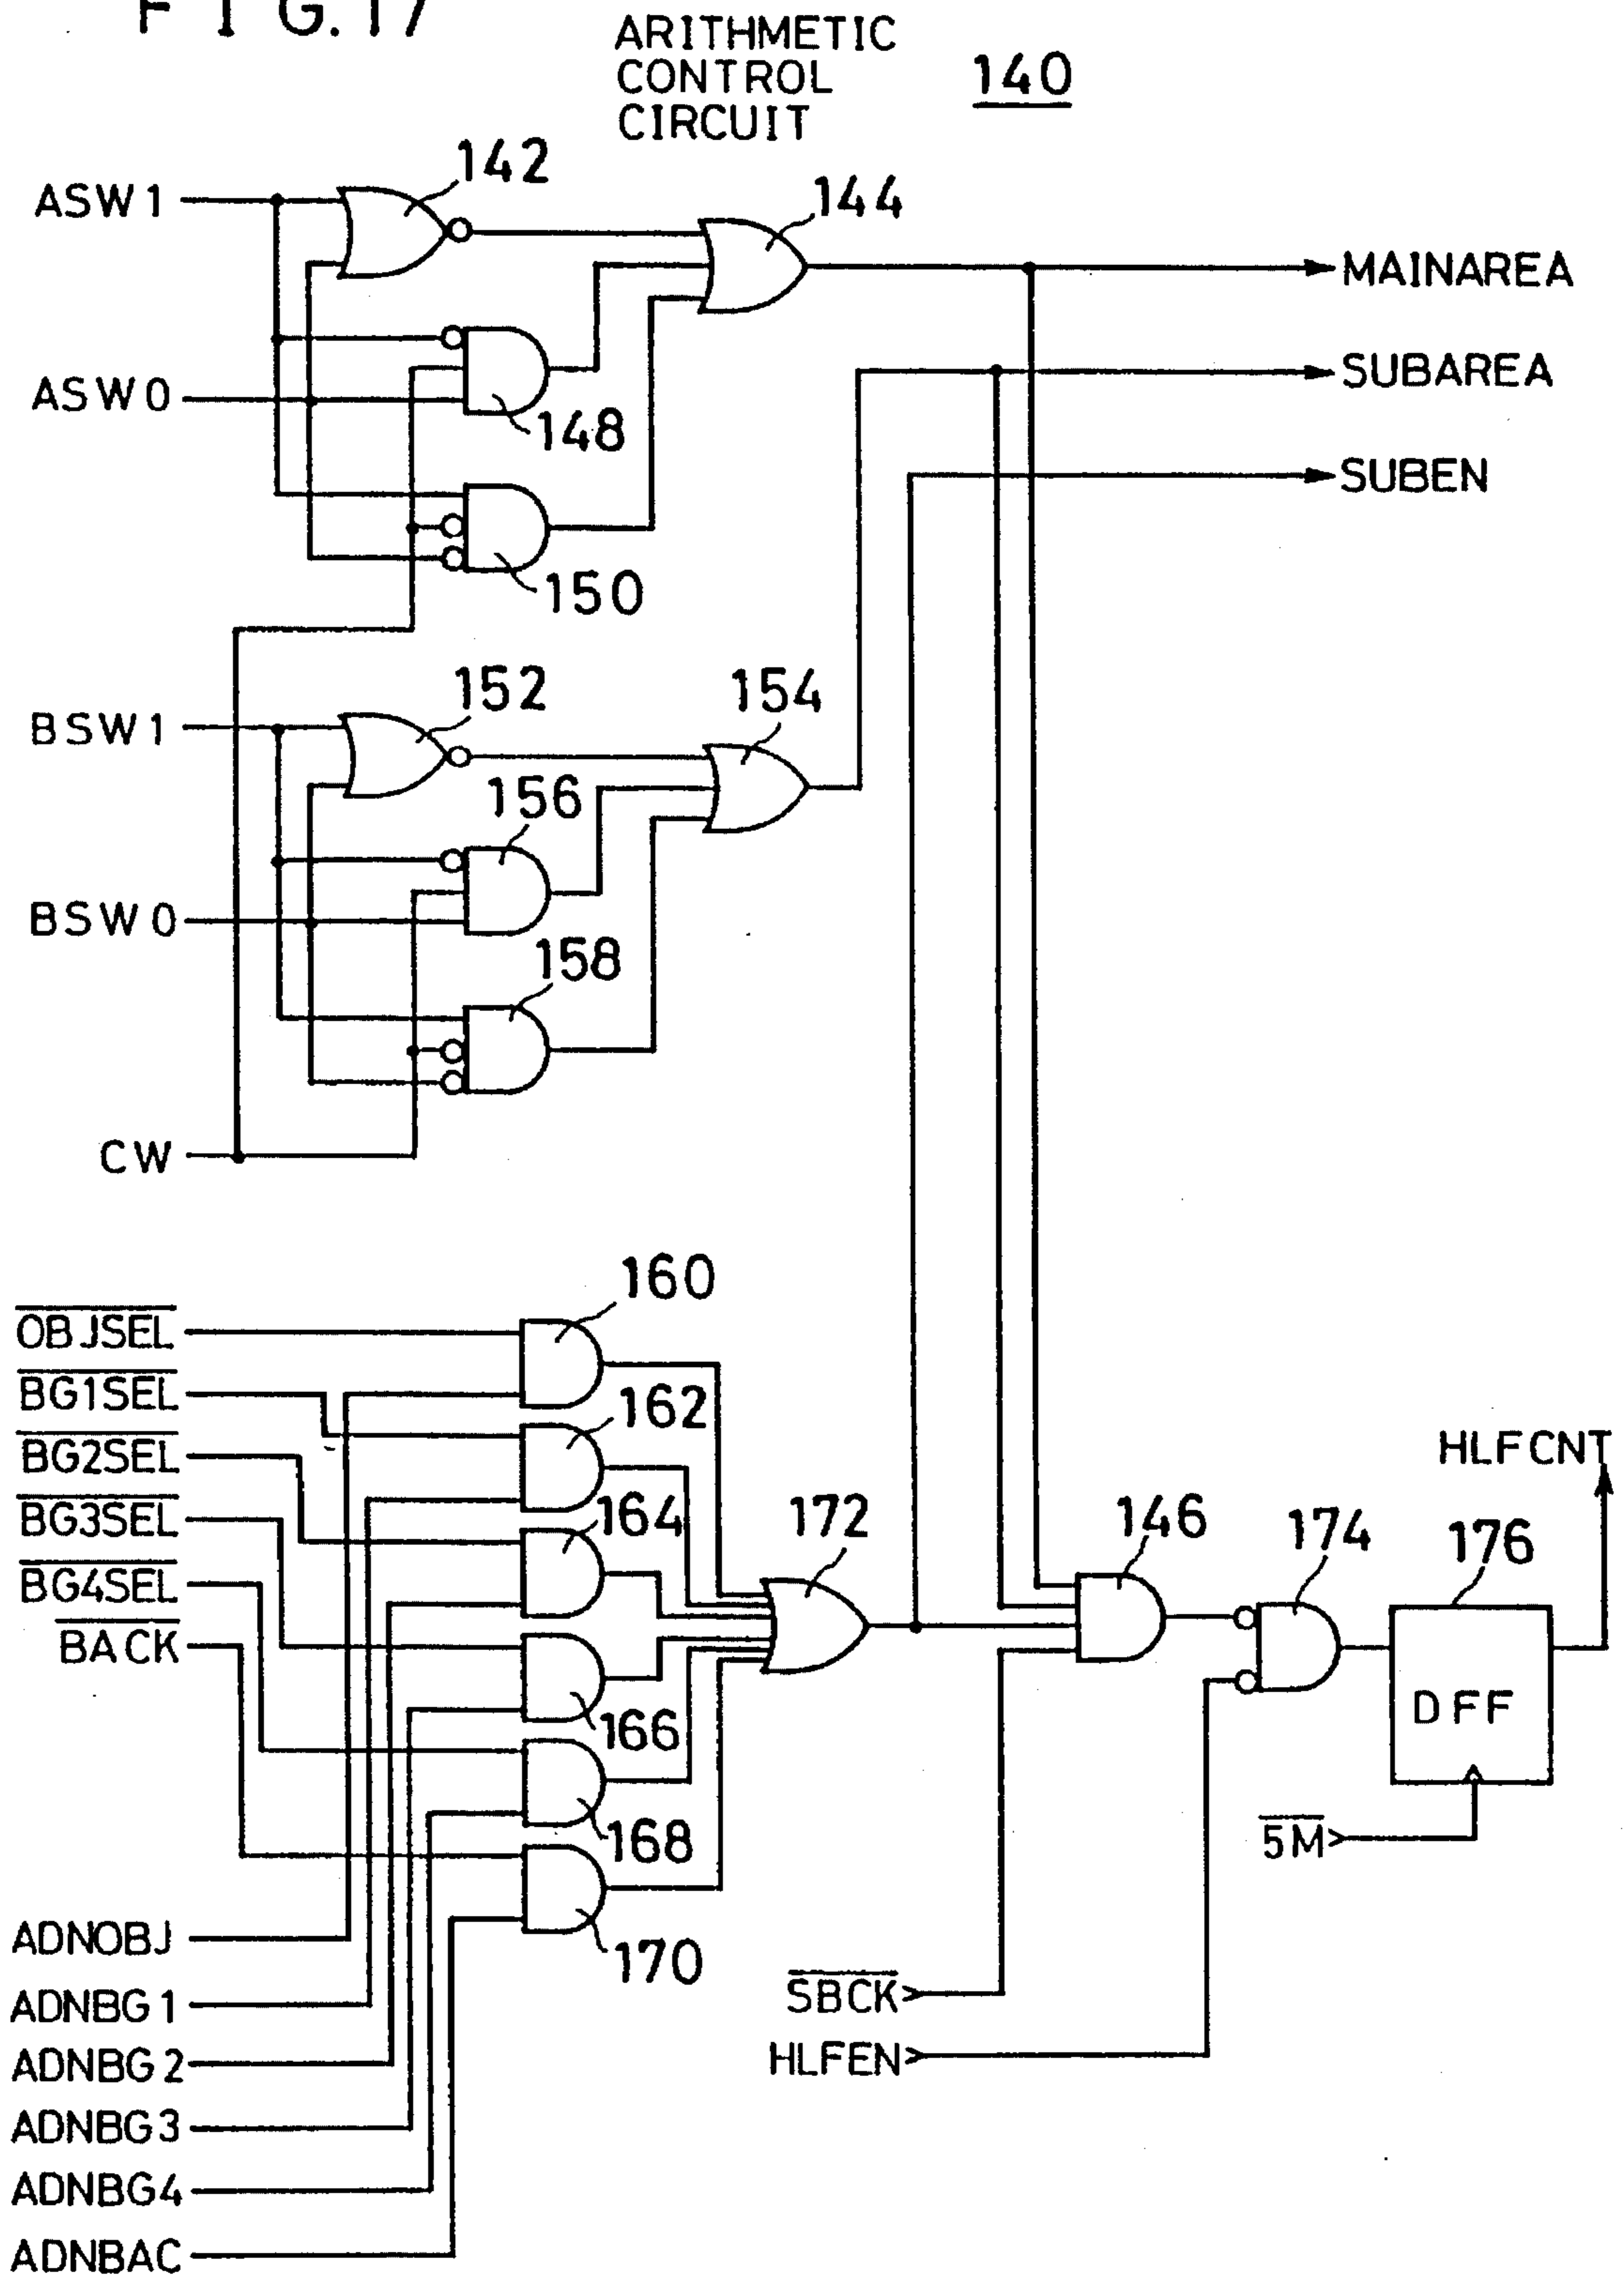 FIG. 17
ARITHMETIC
CONTROL
CIRCUIT
140
142
ASW1
144
MAINAREA
SUBAREA
ASW0
148
SUBEN
150
152
154
BSW1
156
BSW0
158
CW
160
OBJSEL
BG1SEL
162
BG2SEL
HLFCNT
BG3SEL
164
172
146
174
176
BG4SEL
BACK
DFF
166
168
5M
ADNOBJ
170
SBCK
ADNBG1
HLFEN
ADNBG2
ADNBG3
ADNBG4
ADNBAC